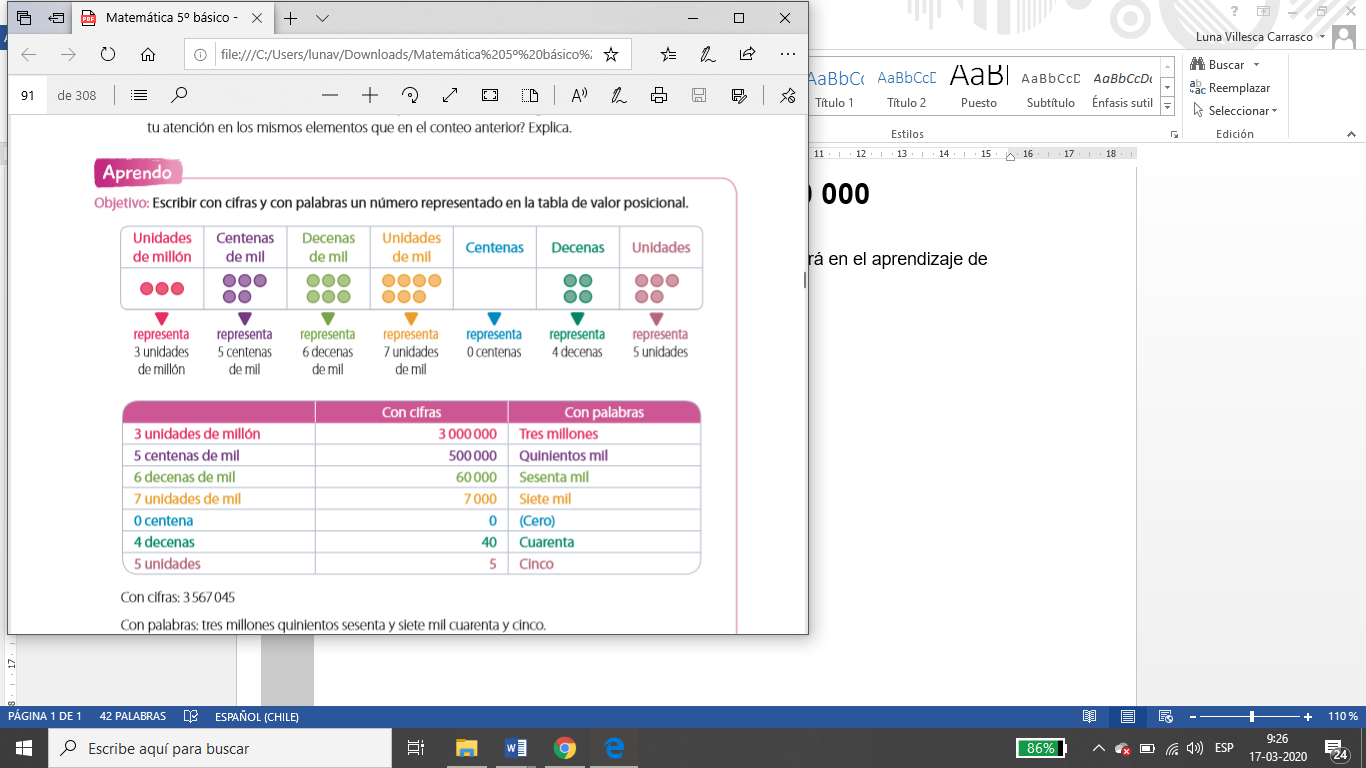 Matemática 5º básico -
file:///C:/Users/lunav/Downloads/Matemática%205º%20básico%
91 de 308
tu atención en los mismos elementos que en el conteo anterior? Explica.
Aprendo
Objetivo: Escribir con cifras y con palabras un número representado en la tabla de valor posicional.
Unidades de millón Centenas de mil Decenas de mil Unidades de mil Centenas Decenas Unidades
representa representa representa representa representa representa representa
3 unidades 5 centenas 6 decenas 7 unidades 0 centenas 4 decenas 5 unidades
de millón de mil de mil de mil
Con cifras Con palabras
3 unidades de millón 3 000 000 Tres millones
5 centenas de mil 500 000 Quinientos mil
6 decenas de mil 60 000 Sesenta mil
7 unidades de mil 7 000 Siete mil
0 centena 0 (Cero)
4 decenas 40 Cuarenta
5 unidades 5 Cinco
Con cifras: 3 567 045
Con palabras: tres millones quinientos sesenta y siete mil cuarenta y cinco.
Luna Villesca Carrasco
AaBbCc AaBbCcD AaBl AaBbCcD AaBbCcDc
Título 1 Título 2 Puesto Subtítulo Énfasis sutil
Estilos
Buscar
Reemplazar
Seleccionar
Edición
11 12 13 14 15 16 17 18
000
rá en el aprendizaje de
17
PÁGINA 1 DE 1 42 PALABRAS ESPAÑOL (CHILE) 110 %
Escribe aquí para buscar
86%
ESP
9:26
17-03-2020
24